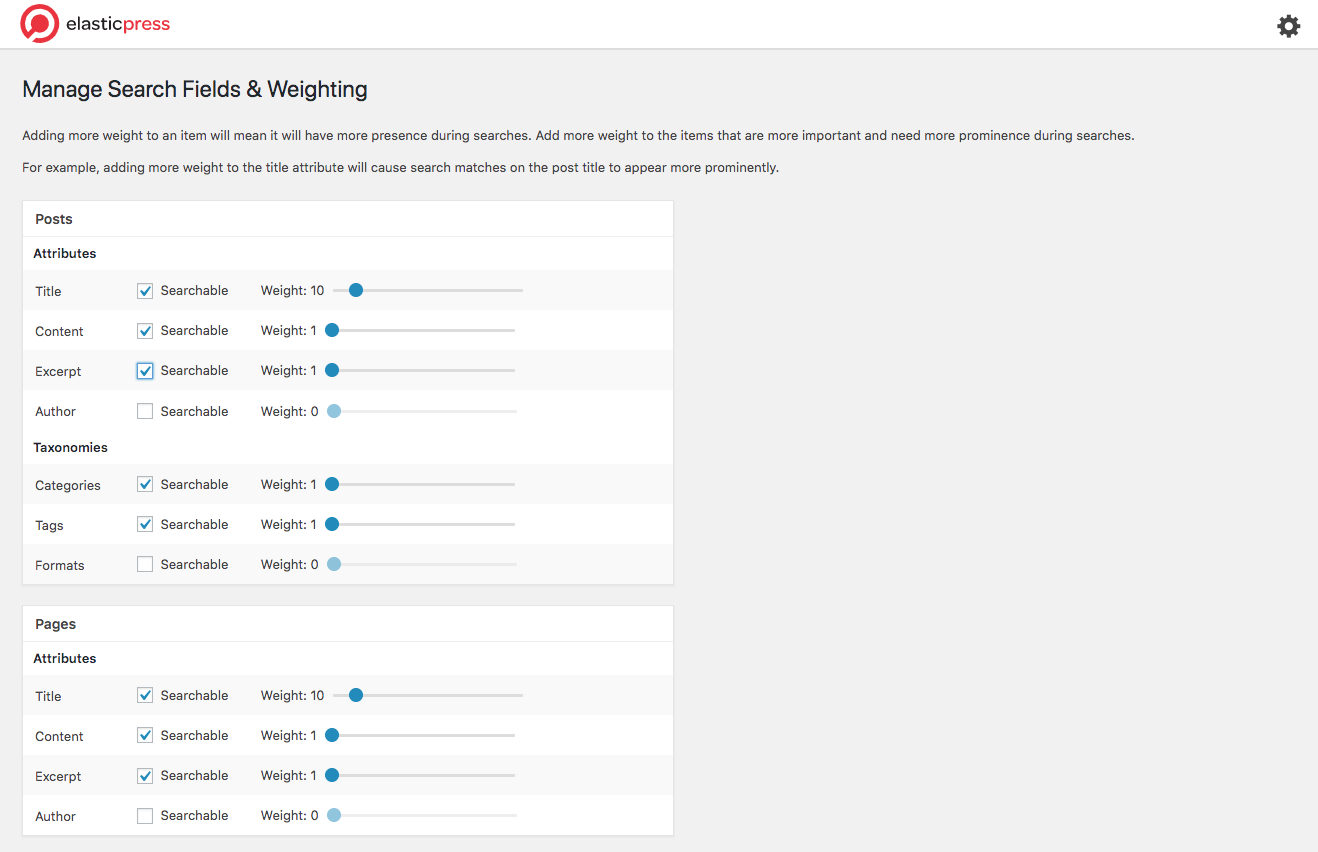 elasticpress
Manage Search Fields & Weighting
Adding more weight to an item will mean it will have more presence during searches. Add more weight to the items that are more important and need more prominence during searches.
For example, adding more weight to the title attribute will cause search matches on the post title to appear more prominently.
Posts
Attributes
Title Searchable Weight: 10
Content Searchable Weight: 1
Excerpt Searchable Weight: 1
Author Searchable Weight: 0
Taxonomies
Categories Searchable Weight: 1
Tags Searchable Weight: 1
Formats Searchable Weight: 0
Pages
Attributes
Title Searchable Weight: 10
Content Searchable Weight: 1
Excerpt Searchable Weight: 1
Author Searchable Weight: 0